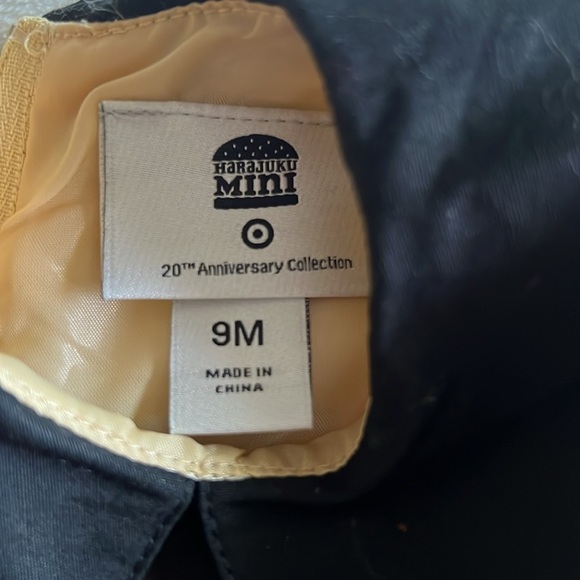 HaRaJUKU
MINI
20TH Anniversary Collection
9M
MADE IN
CHINA